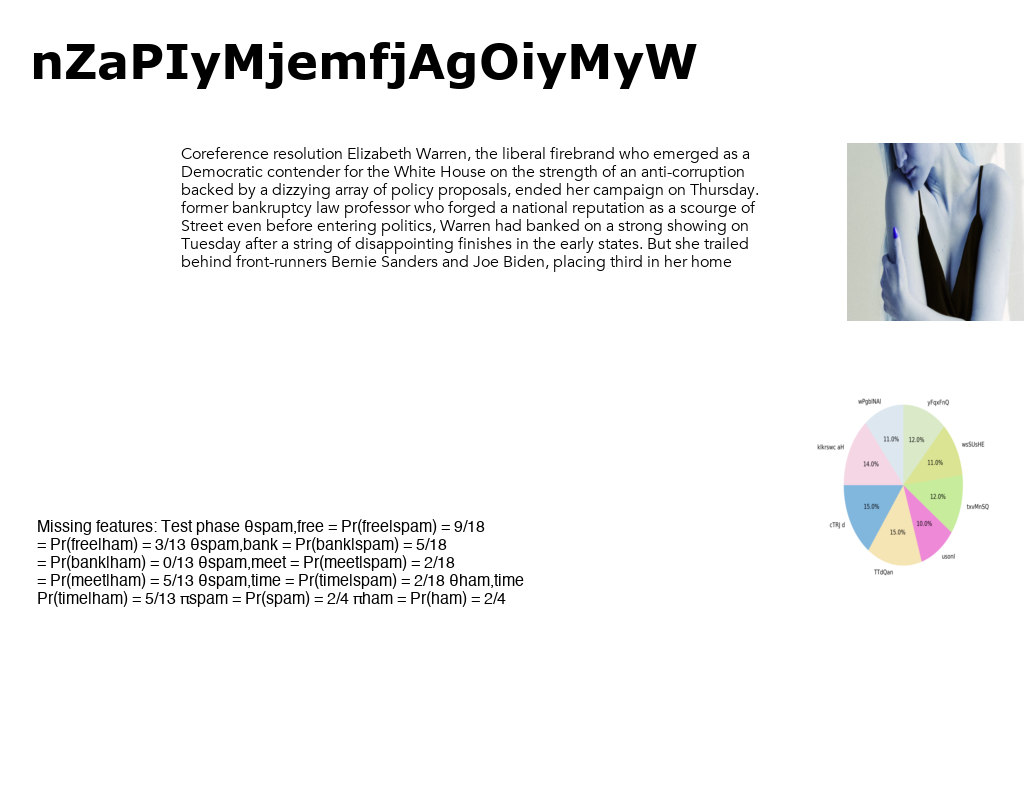 nZaPIyMjemfjAgOiyMyW
Coreference resolution Elizabeth Warren, the liberal firebrand who emerged as a
Democratic contender for the White House on the strength of an anti-corruption
backed by a dizzying array of policy proposals, ended her campaign on Thursday.
former bankruptcy law professor who forged a national reputation as a scourge of
Street even before entering politics, Warren had banked on a strong showing on
Tuesday after a string of disappointing finishes in the early states. But she trailed
behind front-runners Bernie Sanders and Joe Biden, placing third in her home
wPgblNAl
yFqxFnQ
11.0%
12.0%
klkrswc aH
wsSUsHE
14.0%
11.0%
12.0%
15.0%
txvMnSQ
cTRJ d
10.0%
15.0%
usonl
TTdQan
Missing features: Test phase θspam,free = Pr(free|spam) = 9/18
= Pr(free|ham) = 3/13 θspam,bank = Pr(bank|spam) = 5/18
= Pr(bank|ham) = 0/13 θspam,meet = Pr(meet|spam) = 2/18
= Pr(meet|ham) = 5/13 θspam,time = Pr(time|spam) = 2/18 θham,time
Pr(time|ham) = 5/13 πspam = Pr(spam) = 2/4 πham = Pr(ham) = 2/4